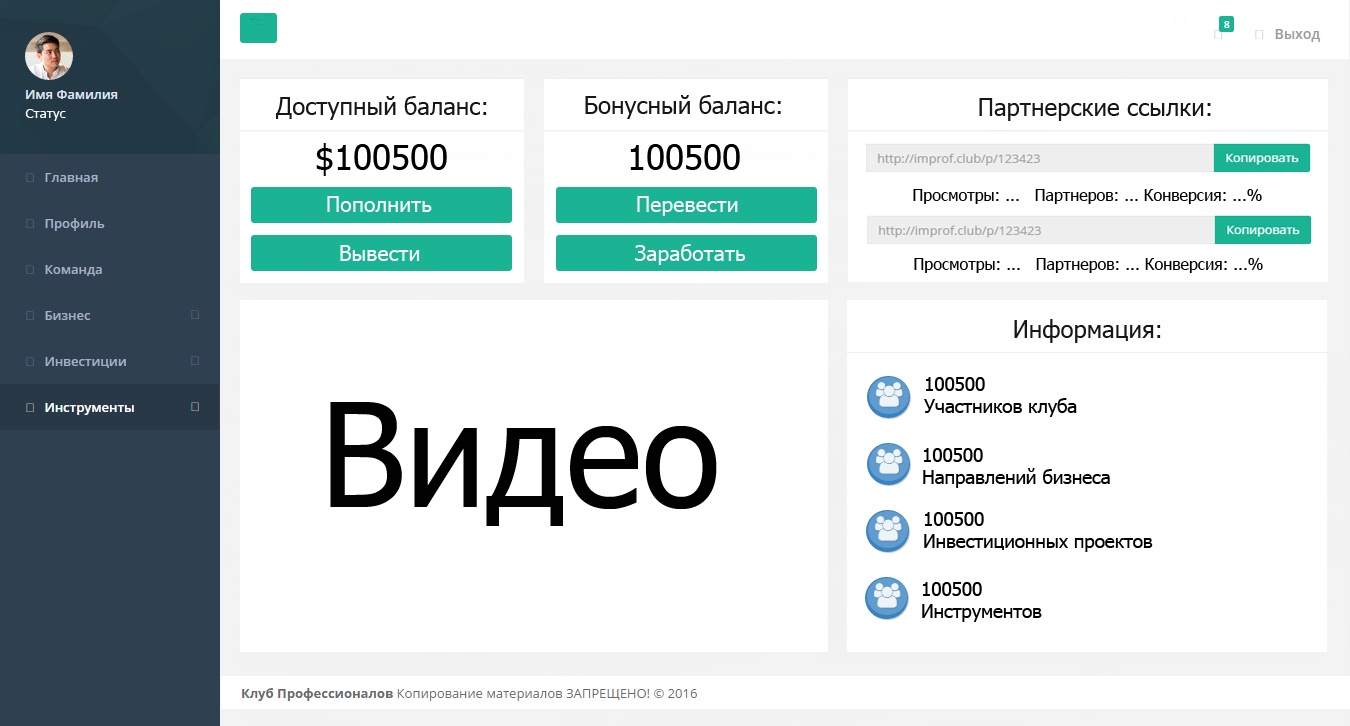 Имя Фамилия
Статус
Главная
Профиль
Команда
Бизнес
Инвестиции
Инструменты
8
Выход
Доступный баланс:
$100500
Пополнить
Вывести
Бонусный баланс:
100500
Перевести
Заработать
Партнерские ссылки:
http://improf.club/p/123423 Копировать
Просмотры: ... Партнеров: ... Конверсия: ...%
http://improf.club/p/123423 Копировать
Просмотры: ... Партнеров: ... Конверсия: ...%
Видео
Информация:
100500
Участников клуба
100500
Направлений бизнеса
100500
Инвестиционных проектов
100500
Инструментов
Клуб Профессионалов Копирование материалов ЗАПРЕЩЕНО! © 2016